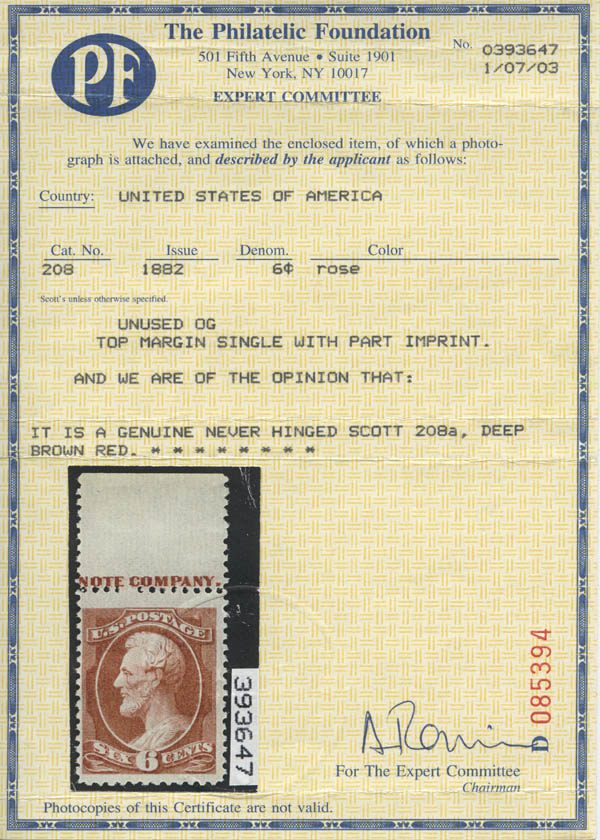 The Philatelic Foundation
PF
501 Fifth Avenue • Suite 1901
New York, NY 10017
No. 0393647
1/07/03
EXPERT COMMITTEE
We have examined the enclosed item, of which a photo-
graph is attached, and described by the applicant as follows:
Country: UNITED STATES OF AMERICA
Cat. No. Issue Denom. Color
208 1882 6¢ rose
Scott's unless otherwise specified.
UNUSED OG
TOP MARGIN SINGLE WITH PART IMPRINT.
AND WE ARE OF THE OPINION THAT:
IT IS A GENUINE NEVER HINGED SCOTT 208a, DEEP
BROWN RED. * * * * * * * *
NOTE COMPANY.
U.S. POSTAGE
SIX 6 CENTS
393647
D 085394
For The Expert Committee
Chairman
Photocopies of this Certificate are not valid.